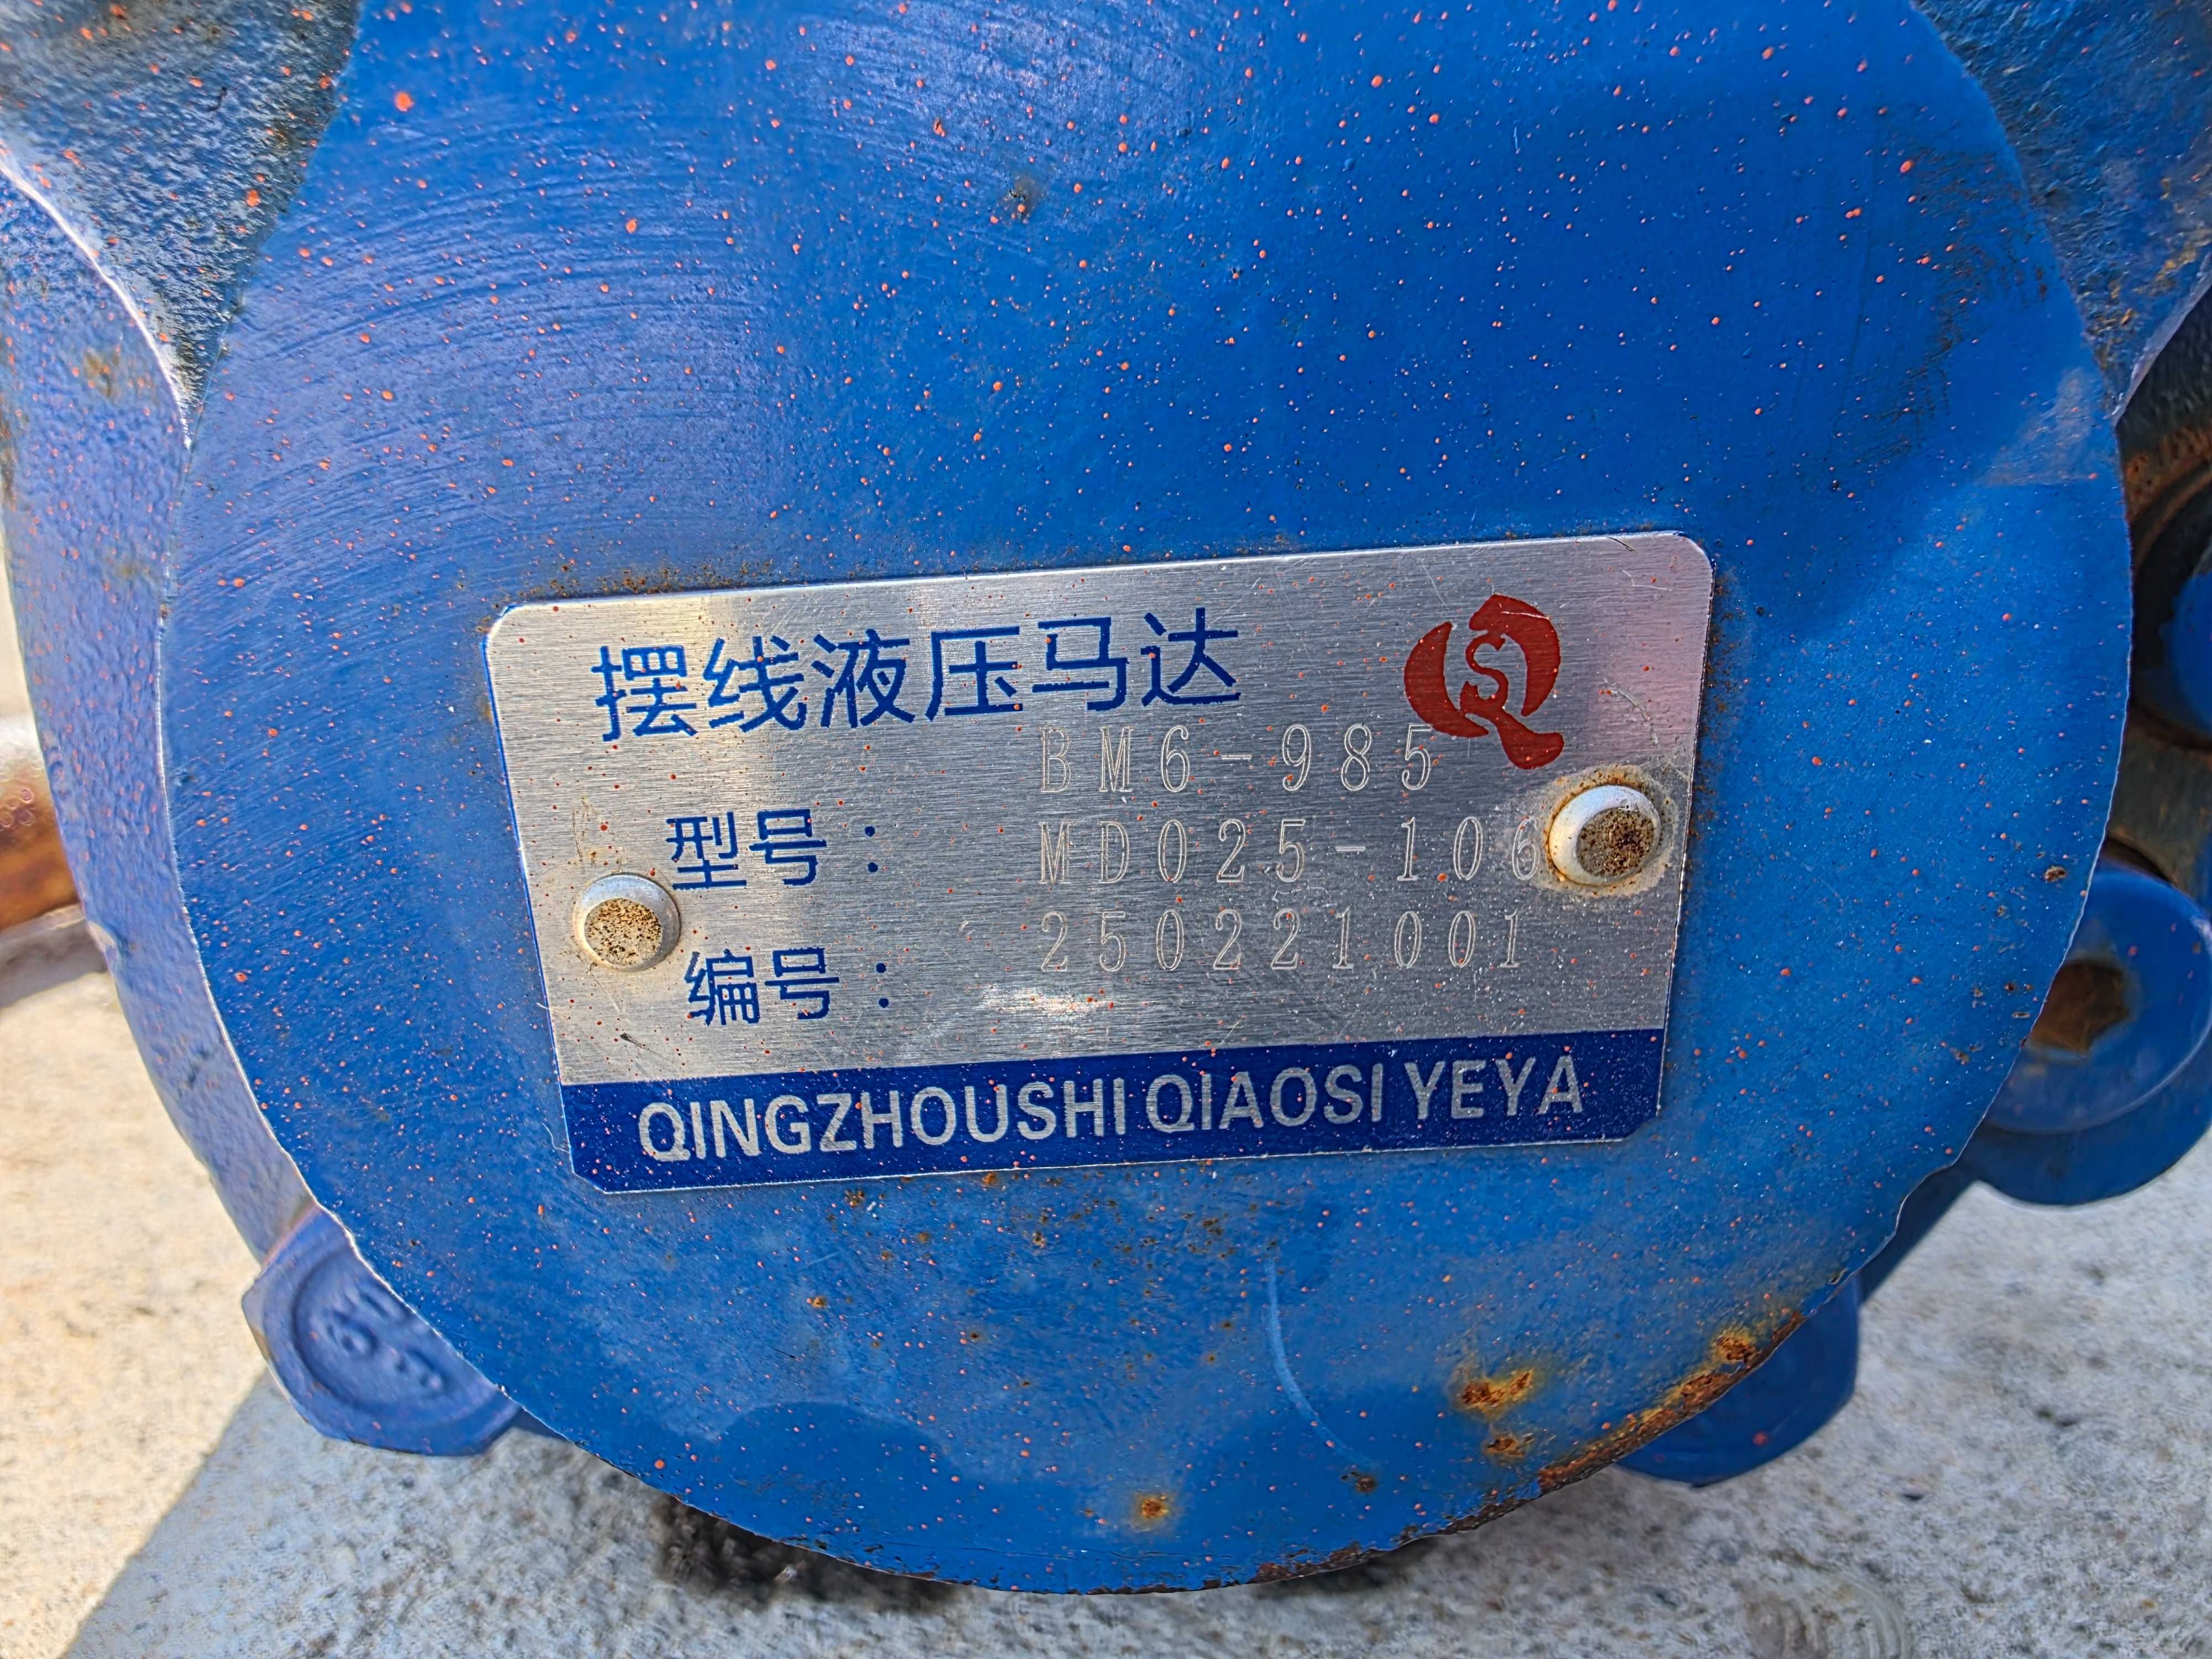 摆线液压马达
BM6-985
型号： MD025-106
编号： 250221001
QINGZHOUSHI QIAOSI YEYA